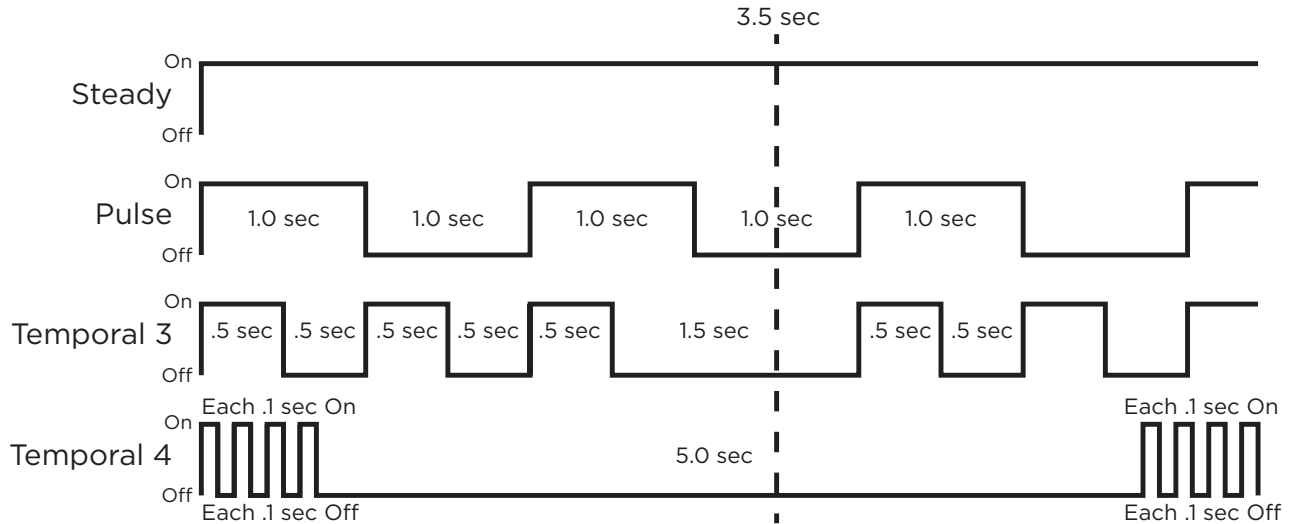 3.5 sec
On
Steady
Off
On
Pulse
1.0 sec 1.0 sec 1.0 sec 1.0 sec 1.0 sec
Off
On
Temporal 3 .5 sec .5 sec .5 sec .5 sec .5 sec 1.5 sec .5 sec .5 sec
Off
Each .1 sec On Each .1 sec On
On
Temporal 4 5.0 sec
Off
Each .1 sec Off Each .1 sec Off